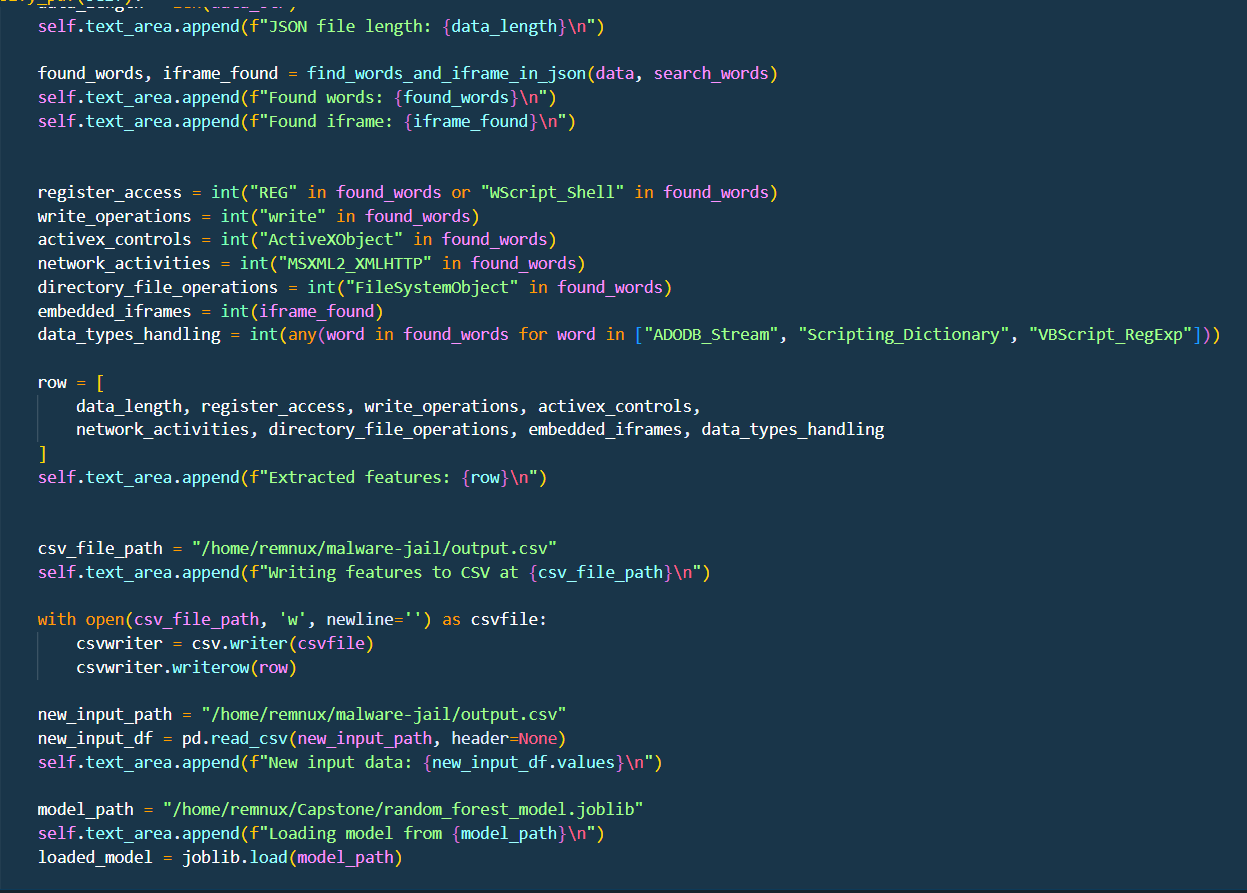 self.text_area.append(f"JSON file length: {data_length}\n")
found_words, iframe_found = find_words_and_iframe_in_json(data, search_words)
self.text_area.append(f"Found words: {found_words}\n")
self.text_area.append(f"Found iframe: {iframe_found}\n")
register_access = int("REG" in found_words or "WScript_Shell" in found_words)
write_operations = int("write" in found_words)
activex_controls = int("ActiveXObject" in found_words)
network_activities = int("MSXML2_XMLHTTP" in found_words)
directory_file_operations = int("FileSystemObject" in found_words)
embedded_iframes = int(iframe_found)
data_types_handling = int(any(word in found_words for word in ["ADODB_Stream", "Scripting_Dictionary", "VBScript_RegExp"]))
row = [
    data_length, register_access, write_operations, activex_controls,
    network_activities, directory_file_operations, embedded_iframes, data_types_handling
]
self.text_area.append(f"Extracted features: {row}\n")
csv_file_path = "/home/remnux/malware-jail/output.csv"
self.text_area.append(f"Writing features to CSV at {csv_file_path}\n")
with open(csv_file_path, 'w', newline='') as csvfile:
    csvwriter = csv.writer(csvfile)
    csvwriter.writerow(row)
new_input_path = "/home/remnux/malware-jail/output.csv"
new_input_df = pd.read_csv(new_input_path, header=None)
self.text_area.append(f"New input data: {new_input_df.values}\n")
model_path = "/home/remnux/Capstone/random_forest_model.joblib"
self.text_area.append(f"Loading model from {model_path}\n")
loaded_model = joblib.load(model_path)